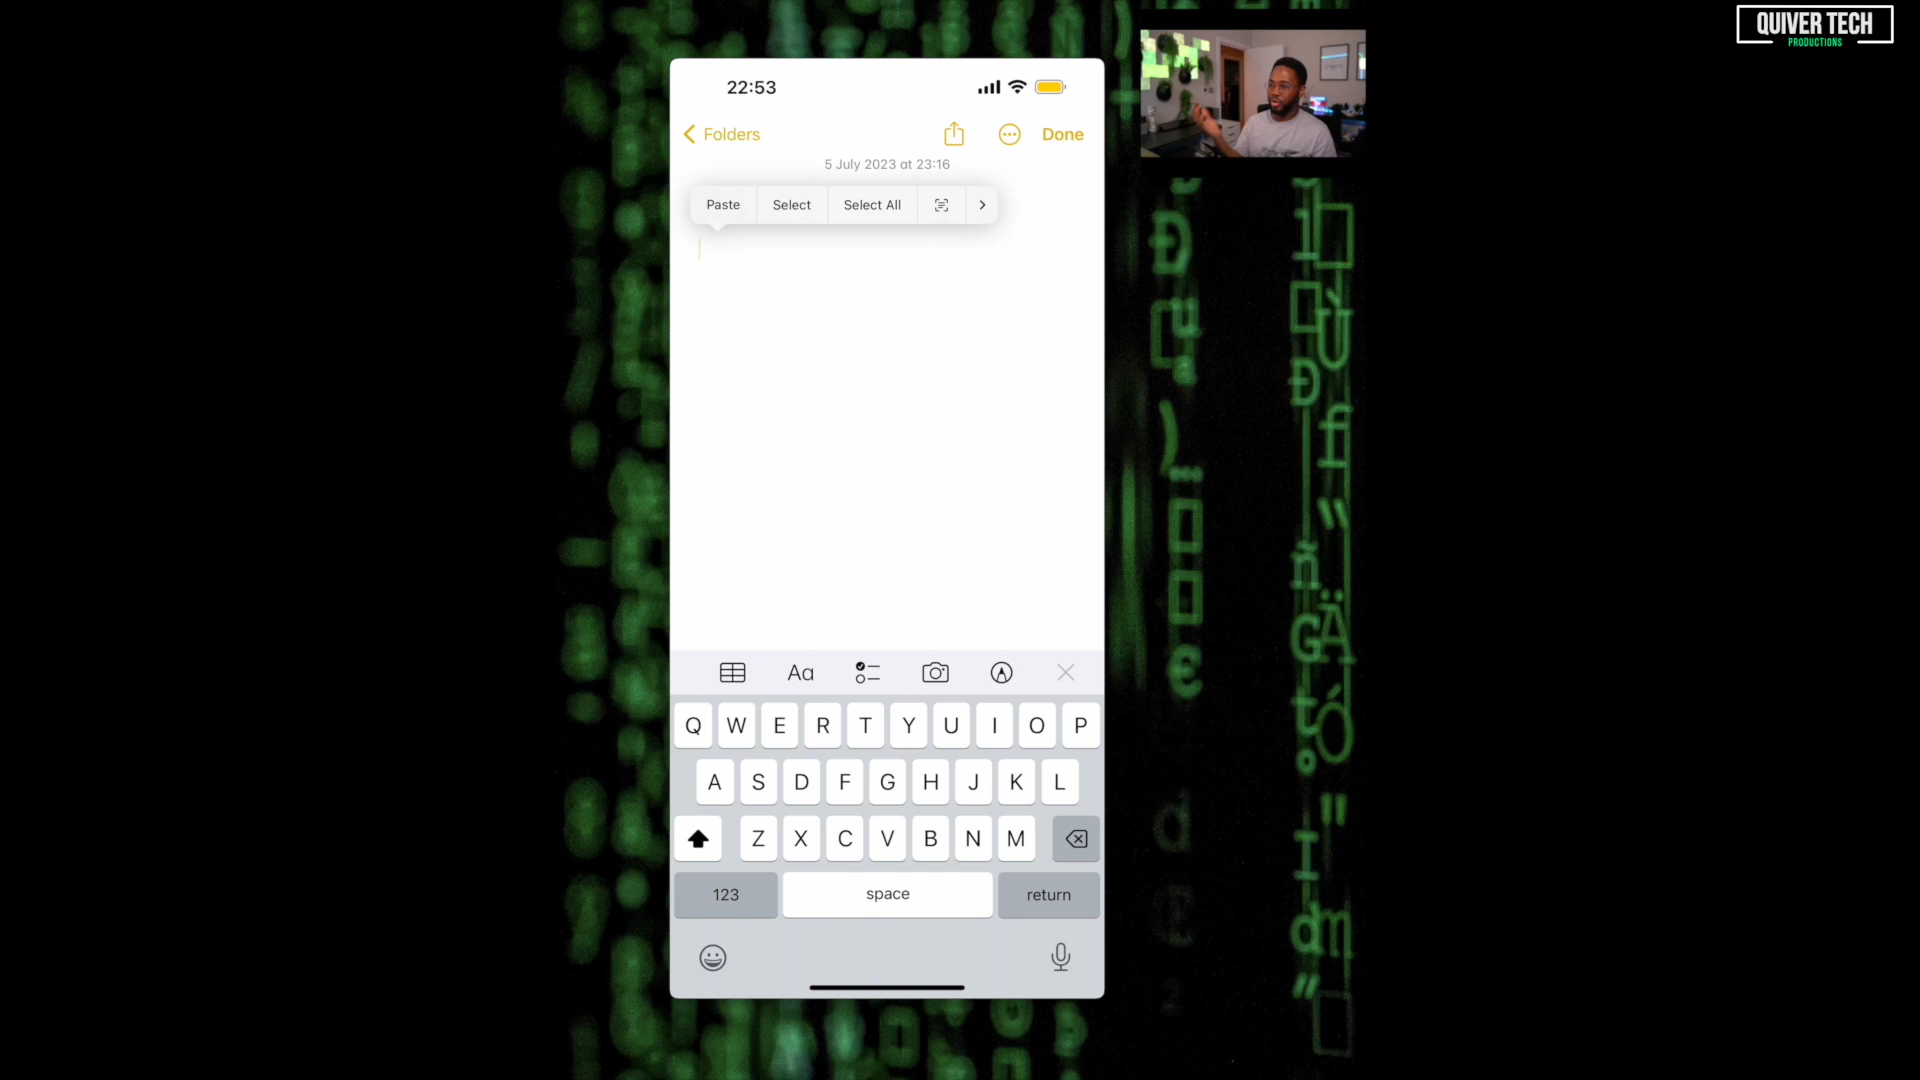 QUIVER TECH
PRODUCTIONS
22:53
Folders
Done
5 July 2023 at 23:16
Paste Select Select All
Aa
Q W E R T Y U I O P
A S D F G H J K L
Z X C V B N M
123 space return